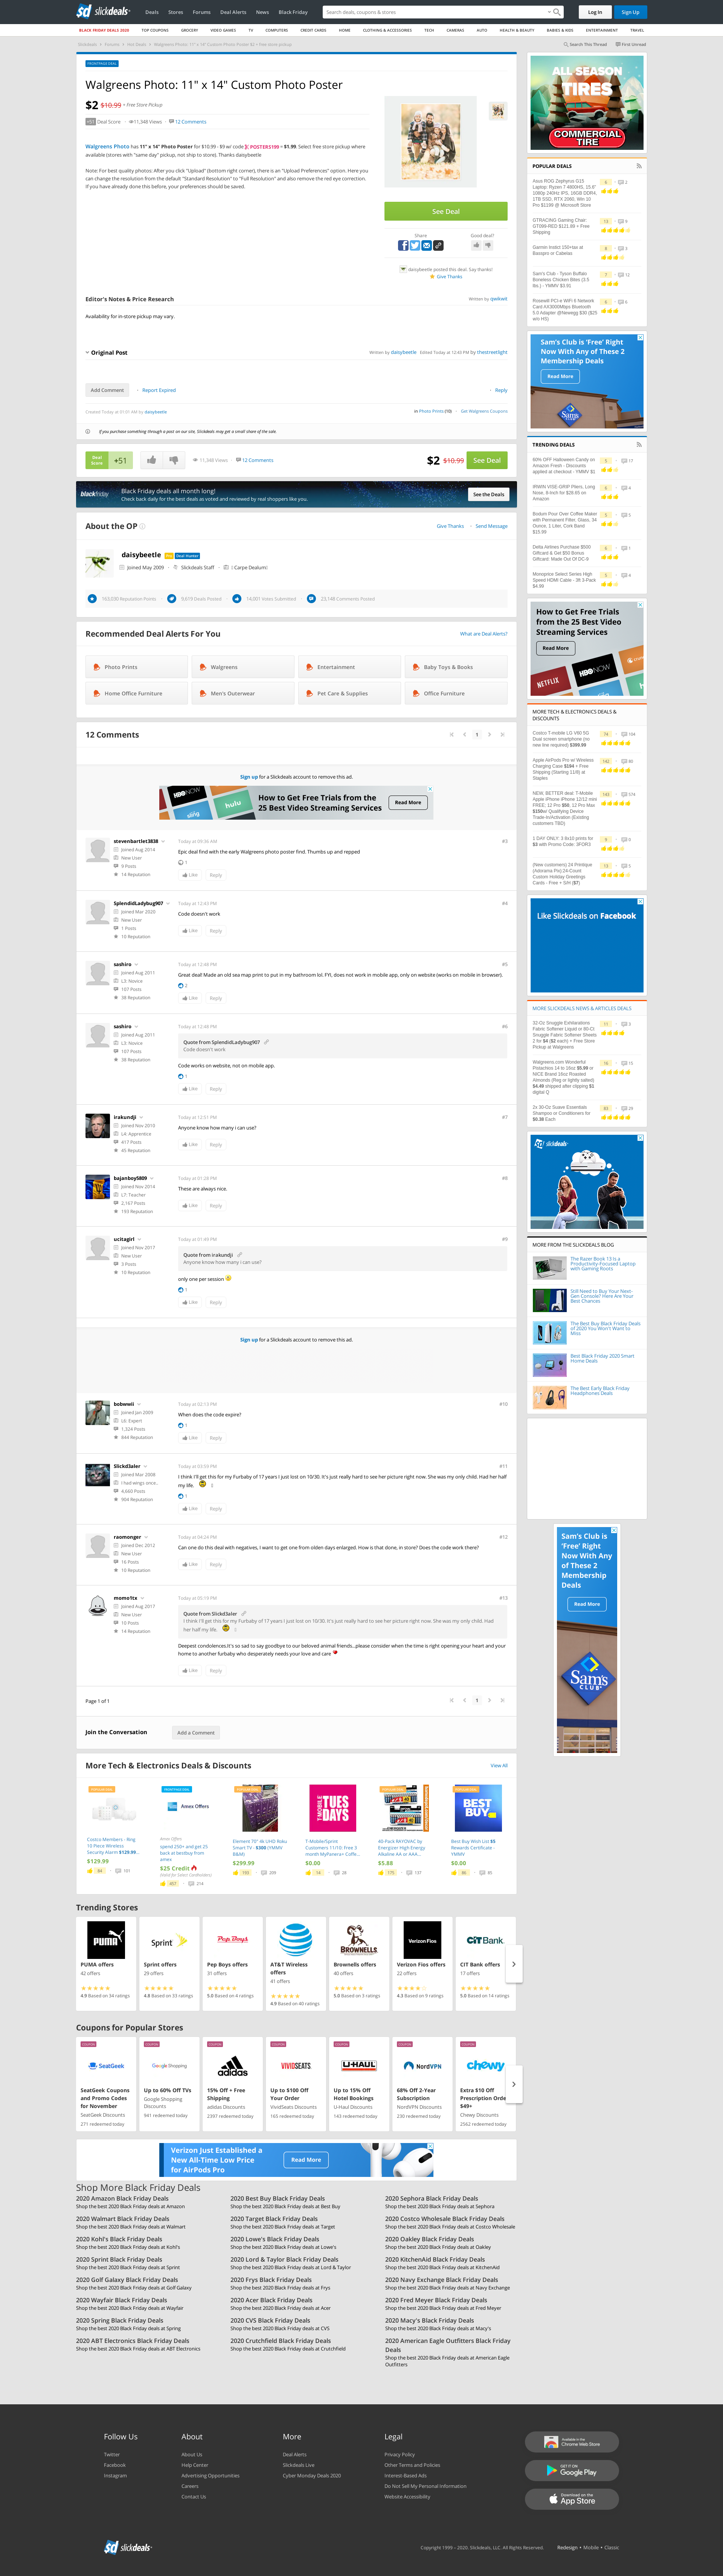 sd slickdeals
Deals Stores Forums Deal Alerts News Black Friday
Search deals, coupons & stores
Log In
Sign Up
BLACK FRIDAY DEALS 2020 TOP COUPONS GROCERY VIDEO GAMES TV COMPUTERS CREDIT CARDS HOME CLOTHING & ACCESSORIES TECH CAMERAS AUTO HEALTH & BEAUTY BABIES & KIDS ENTERTAINMENT TRAVEL
Slickdeals Forums Hot Deals Walgreens Photo: 11" x 14" Custom Photo Poster $2 + free store pickup
Search This Thread First Unread
FRONTPAGE DEAL
Walgreens Photo: 11" x 14" Custom Photo Poster
$2 $10.99 + Free Store Pickup
+51 Deal Score 11,348 Views 12 Comments
Walgreens Photo has 11" x 14" Photo Poster for $10.99 - $9 w/ code POSTERS199 = $1.99. Select free store pickup where available (stores with "same day" pickup, not ship to store). Thanks daisybeetle
Note: For best quality photos: After you click "Upload" (bottom right corner), there is an "Upload Preferences" option. Here you can change the resolution from the default "Standard Resolution" to "Full Resolution" and also remove the red eye correction. If you have already done this before, your preferences should be saved.
See Deal
Share
Good deal?
daisybeetle posted this deal. Say thanks!
Give Thanks
Editor's Notes & Price Research
Written by qwikwit
Availability for in-store pickup may vary.
Original Post
Written by daisybeetle Edited Today at 12:43 PM by thestreetlight
Add Comment
Report Expired
Reply
Created Today at 01:01 AM by daisybeetle
in Photo Prints (10) Get Walgreens Coupons
If you purchase something through a post on our site, Slickdeals may get a small share of the sale.
Deal Score +51
11,348 Views 12 Comments
$2 $10.99 See Deal
blackfriday
Black Friday deals all month long!
Check back daily for the best deals as voted and reviewed by our real shoppers like you.
See the Deals
About the OP
Give Thanks Send Message
daisybeetle Pro Deal Hunter
Joined May 2009 Slickdeals Staff | Carpe Dealum|
163,030 Reputation Points 9,619 Deals Posted 14,001 Votes Submitted 23,148 Comments Posted
Recommended Deal Alerts For You
What are Deal Alerts?
Photo Prints
Walgreens
Entertainment
Baby Toys & Books
Home Office Furniture
Men's Outerwear
Pet Care & Supplies
Office Furniture
12 Comments
1
Sign up for a Slickdeals account to remove this ad.
How to Get Free Trials from the 25 Best Video Streaming Services
Read More
stevenbartlet3838
Joined Aug 2016
New User
9 Posts
14 Reputation
Today at 09:06 AM
#3
Epic deal find with the early Walgreens photo poster find. Thumbs up and repped
1
Like Reply
SplendidLadybug907
Joined Mar 2020
New User
1 Posts
10 Reputation
Today at 12:43 PM
#4
Code doesn't work
Like Reply
sashiro
Joined Aug 2011
L3: Novice
107 Posts
38 Reputation
Today at 12:48 PM
#5
Great deal! Made an old sea map print to put in my bathroom lol. FYI, does not work in mobile app, only on website (works on mobile in browser).
2
Like Reply
sashiro
Joined Aug 2011
L3: Novice
107 Posts
38 Reputation
Today at 12:48 PM
#6
Quote from SplendidLadybug907
Code doesn't work
Code works on website, not on mobile app.
1
Like Reply
irakundji
Joined Nov 2010
L4: Apprentice
417 Posts
45 Reputation
Today at 12:51 PM
#7
Anyone know how many i can use?
Like Reply
bajanboy5809
Joined Nov 2014
L7: Teacher
2,167 Posts
193 Reputation
Today at 01:28 PM
#8
These are always nice.
Like Reply
ucitagirl
Joined Nov 2017
New User
3 Posts
10 Reputation
Today at 01:49 PM
#9
Quote from irakundji
Anyone know how many i can use?
only one per session
1
Like Reply
Sign up for a Slickdeals account to remove this ad.
bobweeii
Joined Jan 2009
L6: Expert
1,324 Posts
844 Reputation
Today at 02:13 PM
#10
When does the code expire?
1
Like Reply
Slickd3aler
Joined Mar 2008
I had wings once..
4,660 Posts
984 Reputation
Today at 03:59 PM
#11
I think I'll get this for my Furbaby of 17 years I just lost on 10/30. It's just really hard to see her picture right now. She was my only child. Had her half my life.
1
Like Reply
raomonger
Joined Dec 2012
New User
16 Posts
10 Reputation
Today at 04:24 PM
#12
Can one do this deal with negatives, I want to get one from olden days enlarged. How is that done, in store? Does the code work there?
Like Reply
momo1tx
Joined Aug 2017
New User
10 Posts
14 Reputation
Today at 05:19 PM
#13
Quote from Slickd3aler
I think I'll get this for my Furbaby of 17 years I just lost on 10/30. It's just really hard to see her picture right now. She was my only child. Had her half my life.
Deepest condolences.It's so sad to say goodbye to our beloved animal friends...please consider when the time is right opening your heart and your home to another furbaby who desperately needs your love and care
Like Reply
Page 1 of 1
1
Join the Conversation Add a Comment
More Tech & Electronics Deals & Discounts
View All
Costco Members - Ring 10 Piece Wireless Security Alarm $129.99...
$129.99
84 101
Amex Offers
spend 250+ and get 25 back at bestbuy from amex
$25 Credit
457 214
Element 70" 4k UHD Roku Smart TV - $300 (YMMV B&M)
$299.99
193 209
T-Mobile/Sprint Customers 11/10: Free 3 month MyPanera+ Coffe...
$0.00
14 28
48-Pack RAYOVAC by Energizer High Energy Alkaline AA or AAA...
$5.88
175 137
Best Buy Wish List $5 Rewards Certificate - YMMV
$0.00
86 85
Trending Stores
PUMA offers
42 offers
4.9 Based on 34 ratings
Sprint offers
29 offers
4.8 Based on 33 ratings
Pep Boys offers
31 offers
5.0 Based on 4 ratings
AT&T Wireless offers
41 offers
4.9 Based on 40 ratings
Brownells offers
40 offers
5.0 Based on 3 ratings
Verizon Fios offers
22 offers
4.3 Based on 9 ratings
CIT Bank offers
17 offers
5.0 Based on 14 ratings
Coupons for Popular Stores
SeatGeek Coupons and Promo Codes for November
SeatGeek Discounts
271 redeemed today
Up to 60% Off TVs
Google Shopping Discounts
941 redeemed today
15% Off + Free Shipping
adidas Discounts
2397 redeemed today
Up to $100 Off Your Order
VividSeats Discounts
165 redeemed today
Up to 15% Off Hotel Bookings
U-Haul Discounts
143 redeemed today
68% Off 2-Year Subscription
NordVPN Discounts
230 redeemed today
Extra $10 Off Prescription Orde $49+
Chewy Discounts
2562 redeemed today
Verizon Just Established a New All-Time Low Price for AirPods Pro
Read More
Shop More Black Friday Deals
2020 Amazon Black Friday Deals
Shop the best 2020 Black Friday deals at Amazon
2020 Best Buy Black Friday Deals
Shop the best 2020 Black Friday deals at Best Buy
2020 Sephora Black Friday Deals
Shop the best 2020 Black Friday deals at Sephora
2020 Walmart Black Friday Deals
Shop the best 2020 Black Friday deals at Walmart
2020 Target Black Friday Deals
Shop the best 2020 Black Friday deals at Target
2020 Costco Wholesale Black Friday Deals
Shop the best 2020 Black Friday deals at Costco Wholesale
2020 Kohl's Black Friday Deals
Shop the best 2020 Black Friday deals at Kohl's
2020 Lowe's Black Friday Deals
Shop the best 2020 Black Friday deals at Lowe's
2020 Oakley Black Friday Deals
Shop the best 2020 Black Friday deals at Oakley
2020 Sprint Black Friday Deals
Shop the best 2020 Black Friday deals at Sprint
2020 Lord & Taylor Black Friday Deals
Shop the best 2020 Black Friday deals at Lord & Taylor
2020 KitchenAid Black Friday Deals
Shop the best 2020 Black Friday deals at KitchenAid
2020 Golf Galaxy Black Friday Deals
Shop the best 2020 Black Friday deals at Golf Galaxy
2020 Frys Black Friday Deals
Shop the best 2020 Black Friday deals at Frys
2020 Navy Exchange Black Friday Deals
Shop the best 2020 Black Friday deals at Navy Exchange
2020 Wayfair Black Friday Deals
Shop the best 2020 Black Friday deals at Wayfair
2020 Acer Black Friday Deals
Shop the best 2020 Black Friday deals at Acer
2020 Fred Meyer Black Friday Deals
Shop the best 2020 Black Friday deals at Fred Meyer
2020 Spring Black Friday Deals
Shop the best 2020 Black Friday deals at Spring
2020 CVS Black Friday Deals
Shop the best 2020 Black Friday deals at CVS
2020 Macy's Black Friday Deals
Shop the best 2020 Black Friday deals at Macy's
2020 ABT Electronics Black Friday Deals
Shop the best 2020 Black Friday deals at ABT Electronics
2020 Crutchfield Black Friday Deals
Shop the best 2020 Black Friday deals at Crutchfield
2020 American Eagle Outfitters Black Friday Deals
Shop the best 2020 Black Friday deals at American Eagle Outfitters
ALL SEASON TIRES
COMMERCIAL TIRE
POPULAR DEALS
Asus ROG Zephyrus G15 Laptop: Ryzen 7 4800HS, 15.6" 1080p 240Hz IPS, 16GB DDR4, 1TB SSD, RTX 2060, Win 10 Pro $1199 @ Microsoft Store
GTRACING Gaming Chair GT099-RED $121.88 + Free Shipping
Garmin Instict 150+tax at Basspro or Cabelas
Sam's Club - Tyson Buffalo Boneless Chicken Bites (3.5 lbs.) - YMMV $3.91
Rosewill PCI-e WiFi 6 Network Card AX3000Mbps Bluetooth 5.0 Adapter @Newegg $30 ($25 w/o HS)
Sam's Club is 'Free' Right Now With Any of These 2 Membership Deals
Read More
TRENDING DEALS
60% OFF Halloween Candy on Amazon Fresh - Discounts applied at checkout - YMMV $1
IRWIN VISE-GRIP Pliers, Long Nose, 6-Inch for $28.65 on Amazon
Bodum Pour Over Coffee Maker with Permanent Filter, Glass, 34 Ounce, 1 Liter, Cork Band $15.99
Delta Airlines Purchase $500 Giftcard & Get $50 Bonus Giftcard: Made Out Of DC-9
Monoprice Select Series High Speed HDMI Cable - 3ft 3-Pack $4.99
How to Get Free Trials from the 25 Best Video Streaming Services
Read More
MORE TECH & ELECTRONICS DEALS & DISCOUNTS
Costco T-mobile LG V60 5G Dual screen smartphone (no new line required) $399.99
Apple AirPods Pro w/ Wireless Charging Case $194 + Free Shipping (Starting 11/8) at Staples
NEW, BETTER deal: T-Mobile Apple IPhone iPhone 12/12 mini FREE; 12 Pro $50; 12 Pro Max $150w/ Qualifying Device Trade-In/Activation (Existing customers TBD)
1 DAY ONLY: 3 8x10 prints for $3 with Promo Code: 3FOR3
(New customers) 24 Printique (Adorama Pix) 24-Count Custom Holiday Greetings Cards - Free + S/H ($7)
Like Slickdeals on Facebook
MORE SLICKDEALS NEWS & ARTICLES DEALS
32-Oz Snuggle Exhilarations Fabric Softener Liquid or 80-Ct Snuggle Fabric Softener Sheets 2 for $4 ($2 each) + Free Store Pickup at Walgreens
Walgreens.com Wonderful Pistachios 14 to 16oz $5.99 or NICE Brand 16oz Roasted Almonds (Reg or lightly salted) $4.49 shipped after clipping $1 digital Q
2x 30-Oz Suave Essentials Shampoo or Conditioners for $0.38 Each
sd slickdeals
MORE FROM THE SLICKDEALS BLOG
The Razer Book 13 Is a Productivity-Focused Laptop with Gaming Roots
Still Need to Buy Your Next-Gen Console? Here Are Your Best Chances
The Best Buy Black Friday Deals of 2020 You Won't Want to Miss
Best Black Friday 2020 Smart Home Deals
The Best Early Black Friday Headphones Deals
Sam's Club is 'Free' Right Now With Any of These 2 Membership Deals
Read More
Sam's CLUB
Follow Us
Twitter
Facebook
Instagram
About
About Us
Help Center
Advertising Opportunities
Careers
Contact Us
More
Deal Alerts
Slickdeals Live
Cyber Monday Deals 2020
Legal
Privacy Policy
Other Terms and Policies
Interest-Based Ads
Do Not Sell My Personal Information
Website Accessibility
Available in the Chrome Web Store
GET IT ON Google Play
Download on the App Store
sd slickdeals
Copyright 1999 - 2020. Slickdeals, LLC. All Rights Reserved. Redesign • Mobile • Classic